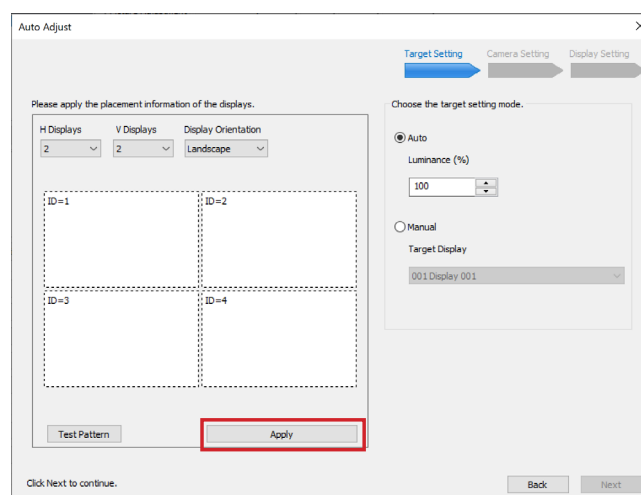 Auto Adjust
Target Setting Camera Setting Display Setting
Please apply the placement information of the displays.
H Displays V Displays Display Orientation
2 2 Landscape
ID=1 ID=2
ID=3 ID=4
Test Pattern Apply
Choose the target setting mode.
Auto
Luminance (%)
100
Manual
Target Display
001 Display 001
Click Next to continue.
Back Next